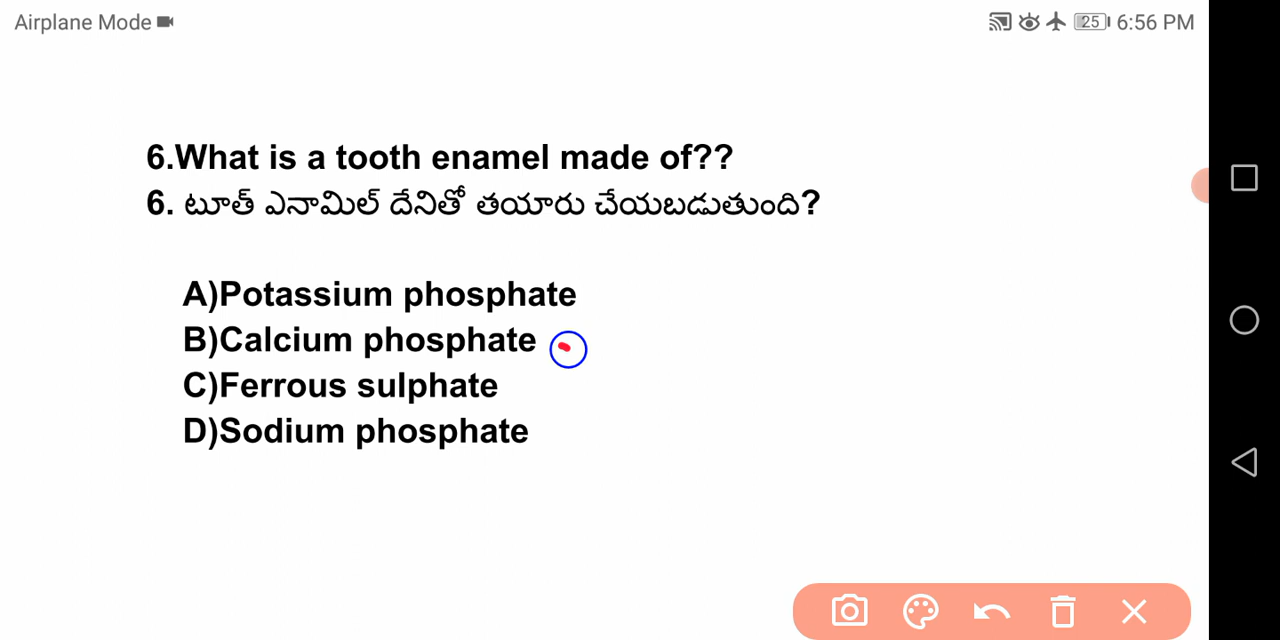 Airplane Mode
25 6:56 PM
6.What is a tooth enamel made of??
6. టూత్ ఎనామిల్ దేనితో తయారు చేయబడుతుంది?
A)Potassium phosphate
B)Calcium phosphate
C)Ferrous sulphate
D)Sodium phosphate